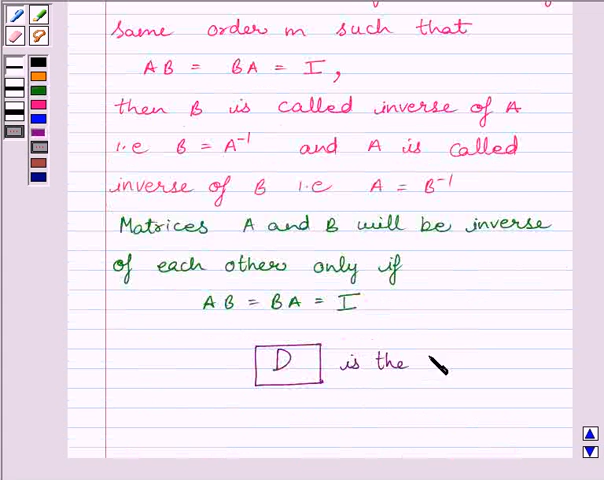 same order m such that
AB = BA = I,
then B is called inverse of A
i.e B = A⁻¹ and A is called
inverse of B i.e A = B⁻¹
Matrices A and B will be inverse
of each other only if
AB = BA = I
D is the